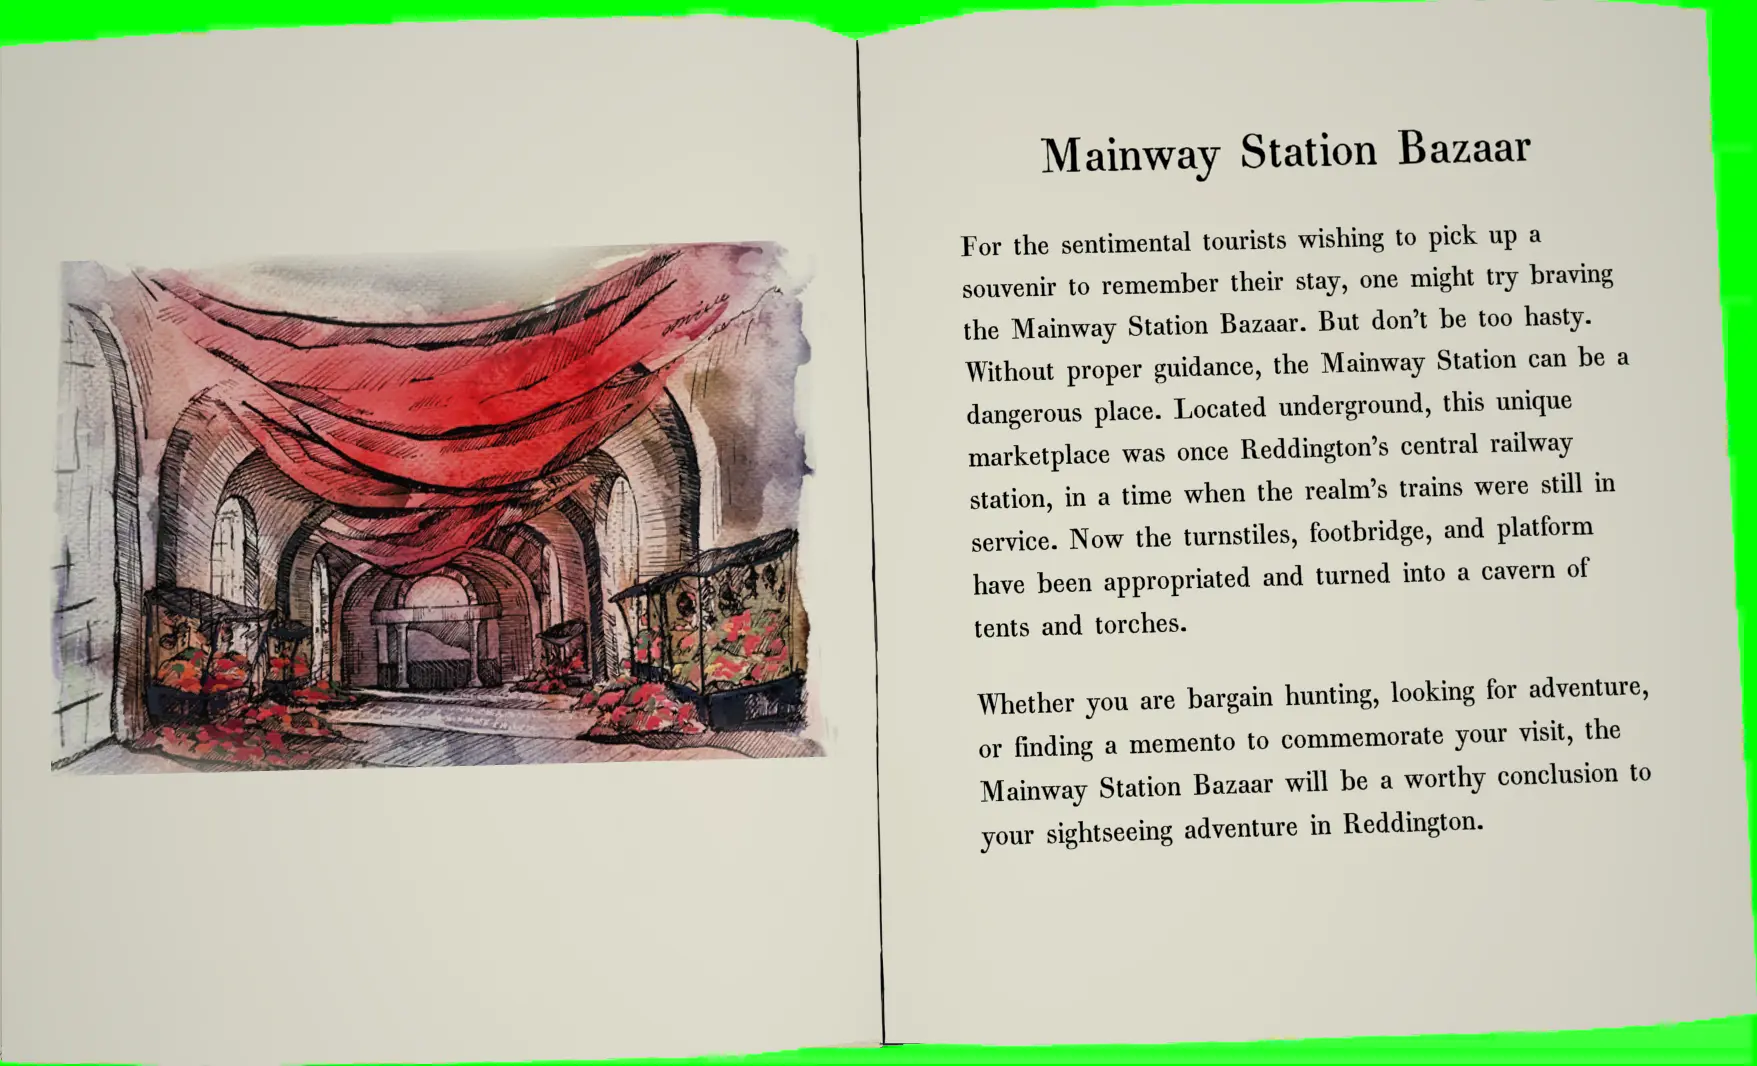 Mainway Station Bazaar
For the sentimental tourists wishing to pick up a
souvenir to remember their stay, one might try braving
the Mainway Station Bazaar. But don't be too hasty.
Without proper guidance, the Mainway Station can be a
dangerous place. Located underground, this unique
marketplace was once Reddington's central railway
station, in a time when the realm's trains were still in
service. Now the turnstiles, footbridge, and platform
have been appropriated and turned into a cavern of
tents and torches.
Whether you are bargain hunting, looking for adventure,
or finding a memento to commemorate your visit, the
Mainway Station Bazaar will be a worthy conclusion to
your sightseeing adventure in Reddington.